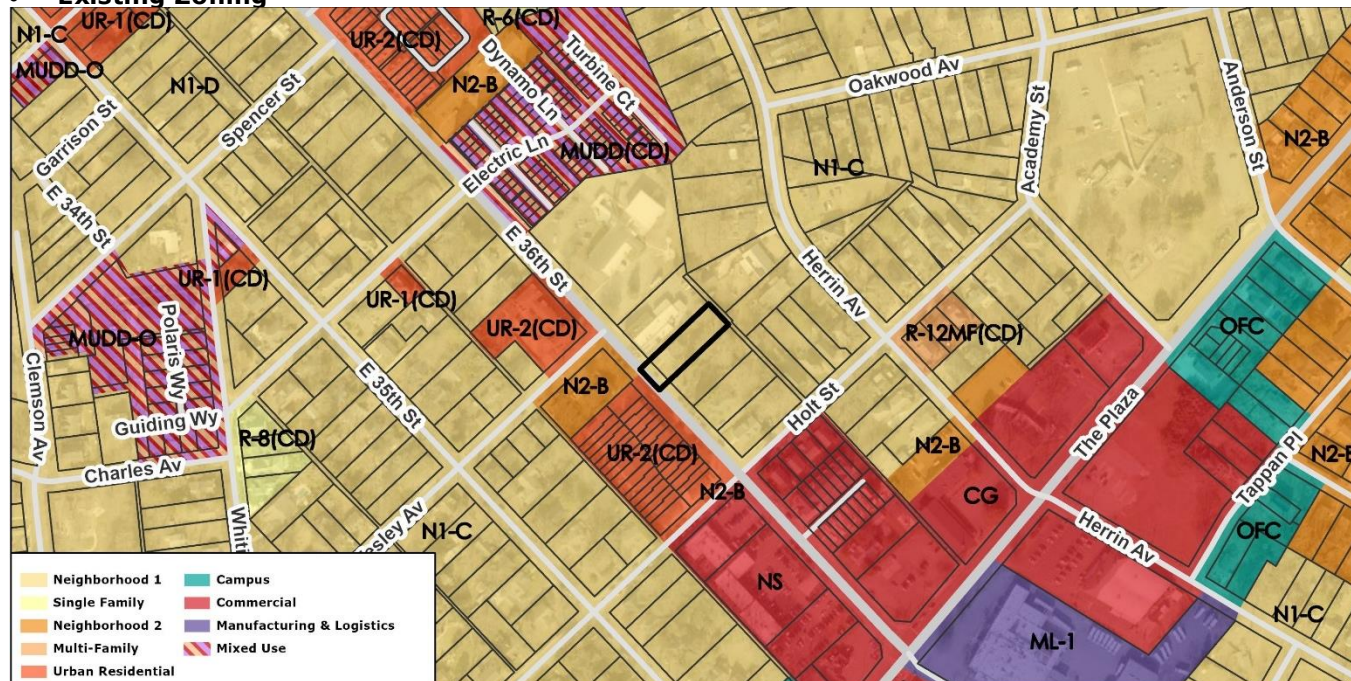 • Existing Zoning
UR-1(CD)
N1-C
MUDD-O
N1-D
Garrison St
Spencer St
UR-2(CD)
R-6(CD)
N2-B
Dynamo Ln
Turbine Ct
Electric Ln
MUDD(CD)
Oakwood Av
Academy St
Anderson St
N2-B
N1-C
E 34th St
E 36th St
Herrin Av
UR-1(CD)
UR-1(CD)
UR-2(CD)
MUDD-O
Polaris Wy
Guiding Wy
Clemson Av
Charles Av
R-8(CD)
E 35th St
N2-B
UR-2(CD)
N2-B
R-12MF(CD)
Holt St
N2-B
OFC
The Plaza
Tappan Pl
CG
Herrin Av
OFC
N1-C
N1-C
NS
ML-1
Neighborhood 1
Single Family
Neighborhood 2
Multi-Family
Urban Residential
Campus
Commercial
Manufacturing & Logistics
Mixed Use